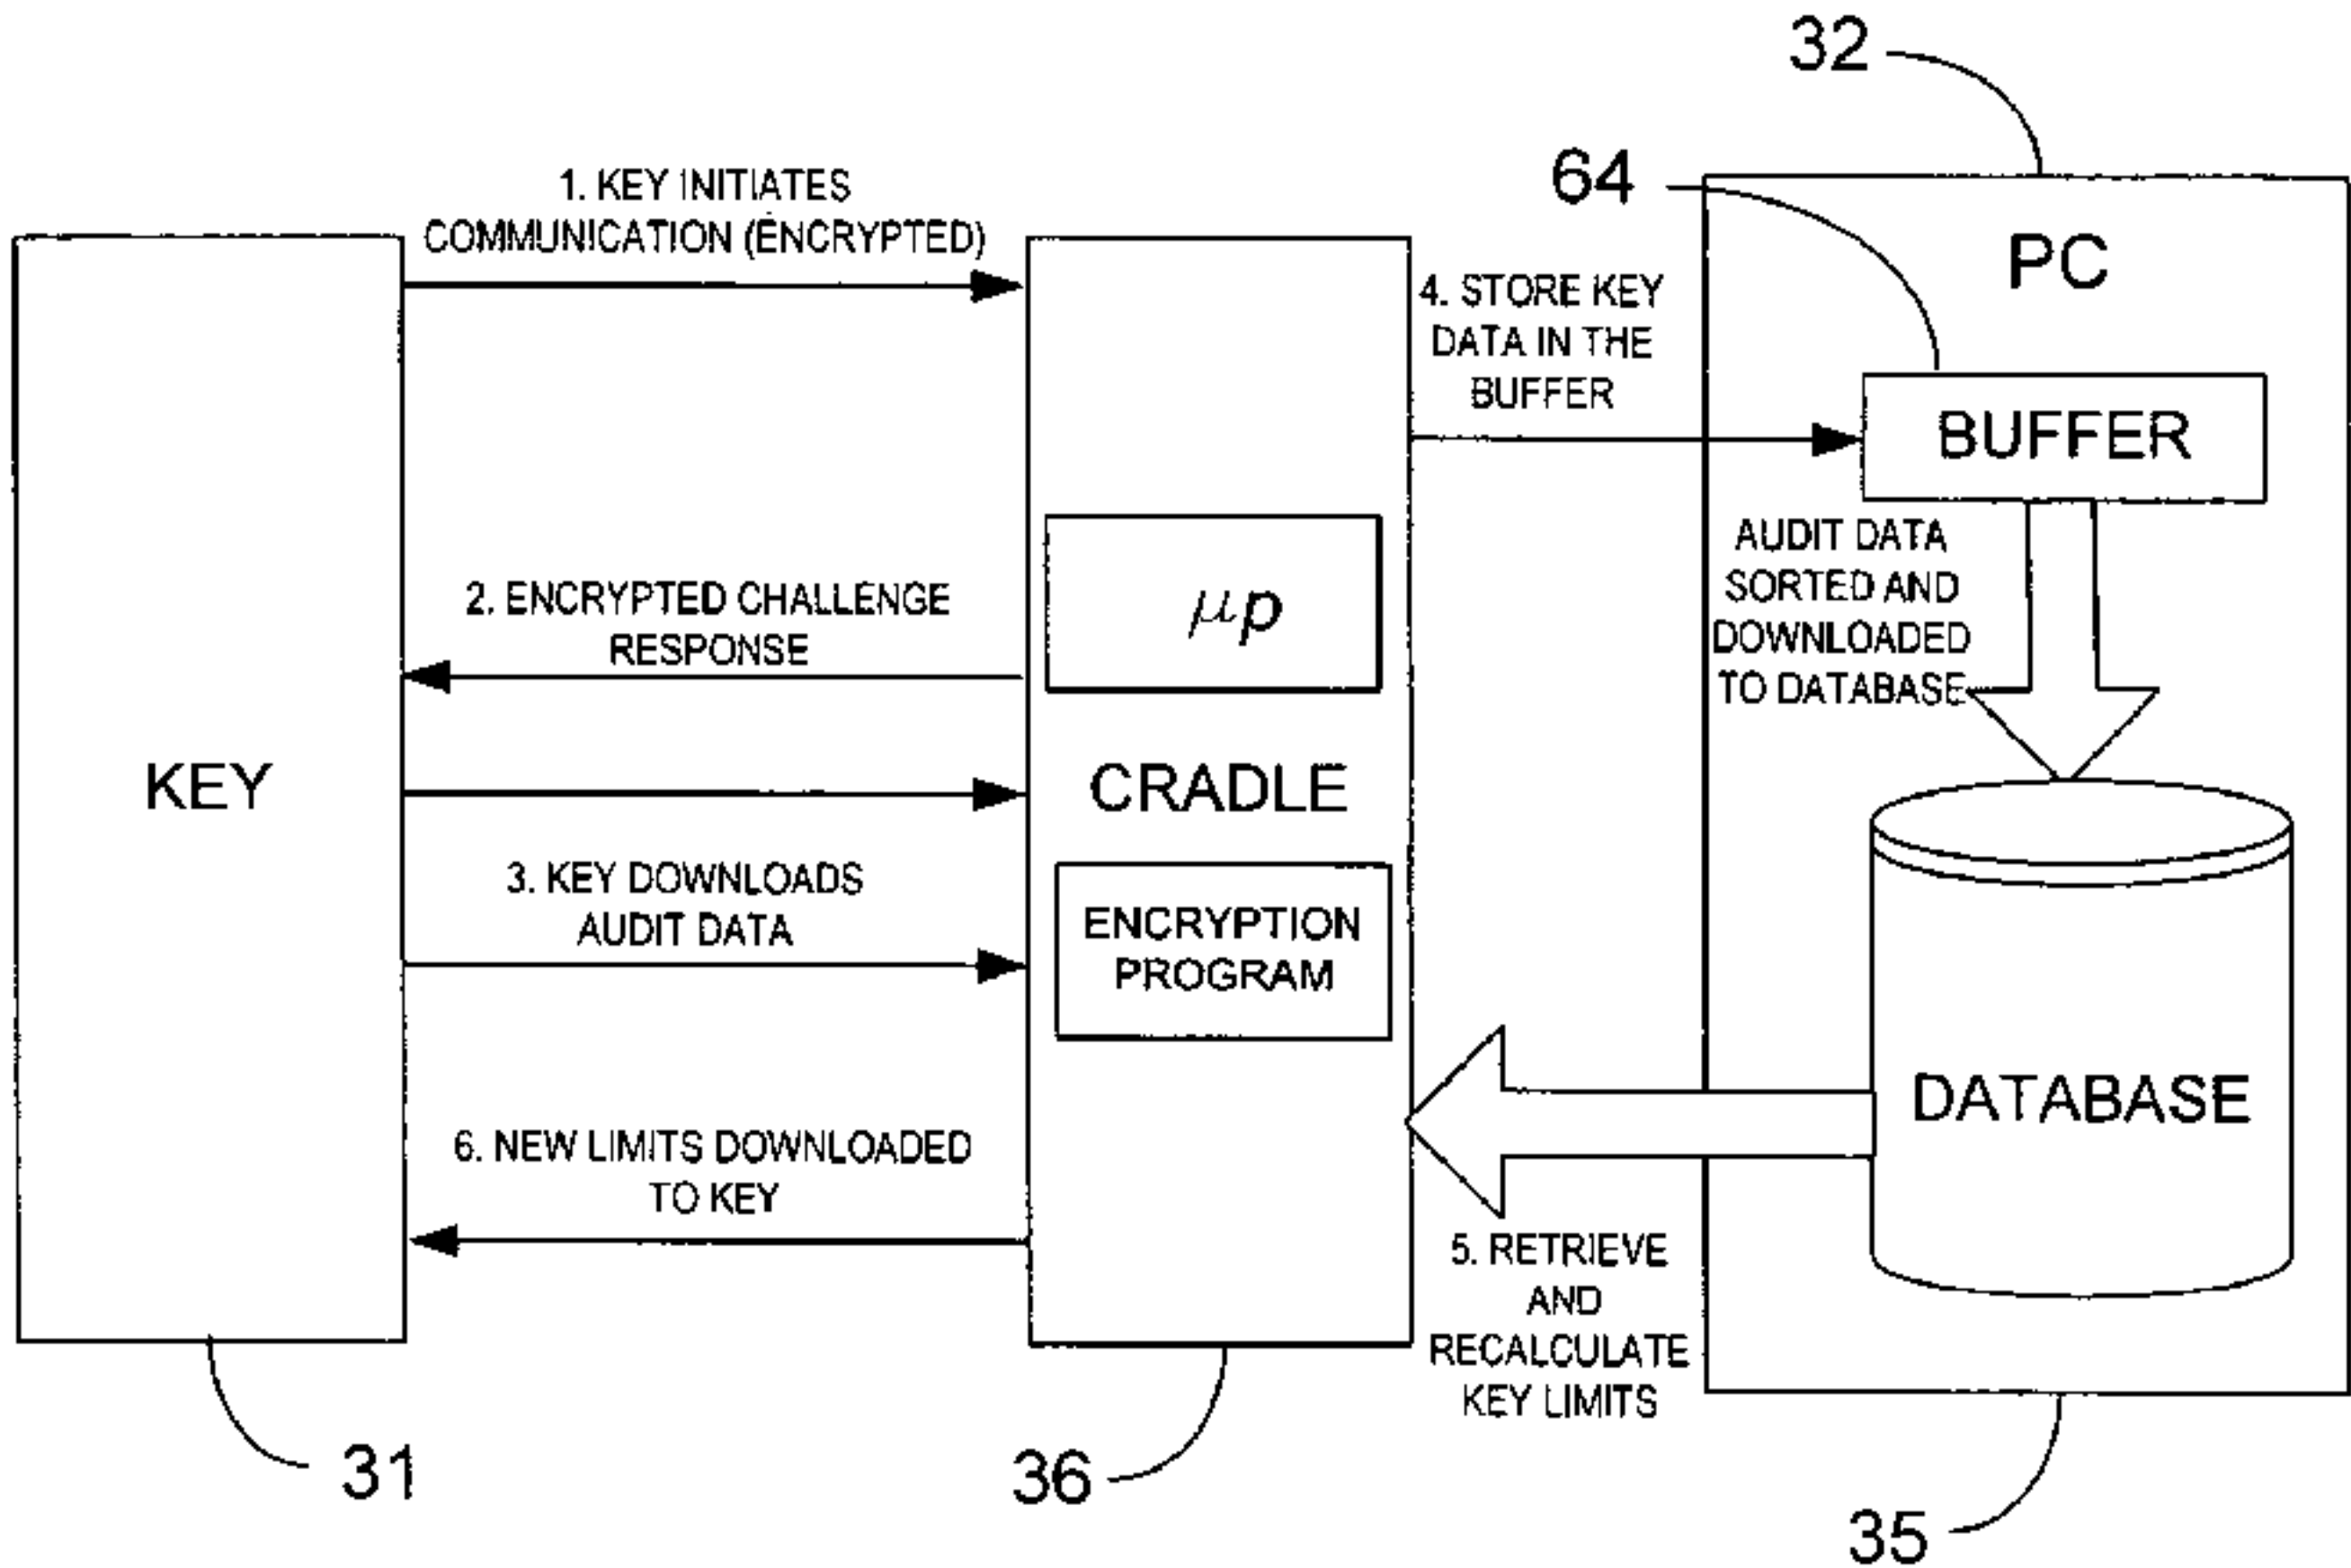 32
64
1. KEY INITIATES
COMMUNICATION (ENCRYPTED)
PC
4. STORE KEY
DATA IN THE
BUFFER
BUFFER
AUDIT DATA
SORTED AND
DOWNLOADED
TO DATABASE
μp
2. ENCRYPTED CHALLENGE
RESPONSE
KEY
CRADLE
3. KEY DOWNLOADS
AUDIT DATA
ENCRYPTION
PROGRAM
DATABASE
6. NEW LIMITS DOWNLOADED
TO KEY
5. RETRIEVE
AND
RECALCULATE
KEY LIMITS
31
36
35